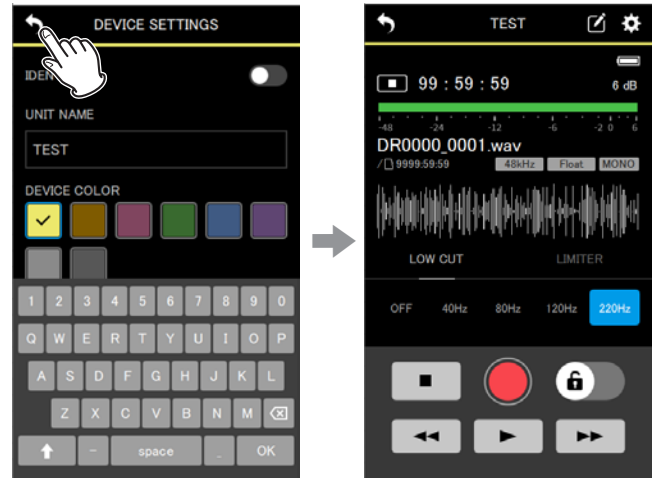 DEVICE SETTINGS
IDEN
UNIT NAME
TEST
DEVICE COLOR
1 2 3 4 5 6 7 8 9 0
Q W E R T Y U I O P
A S D F G H J K L
Z X C V B N M
- space _ OK
TEST
99 : 59 : 59 6 dB
-48 -24 -12 -6 -2 0 6
DR0000_0001.wav
/ 9999:59:59 48kHz Float MONO
LOW CUT LIMITER
OFF 40Hz 80Hz 120Hz 220Hz